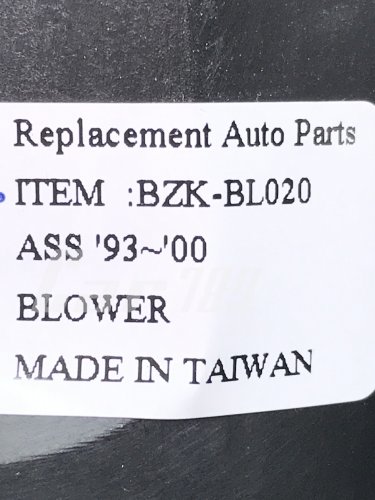 Replacement Auto Parts
ITEM :BZK-BL020
ASS '93~'00
BLOWER
MADE IN TAIWAN